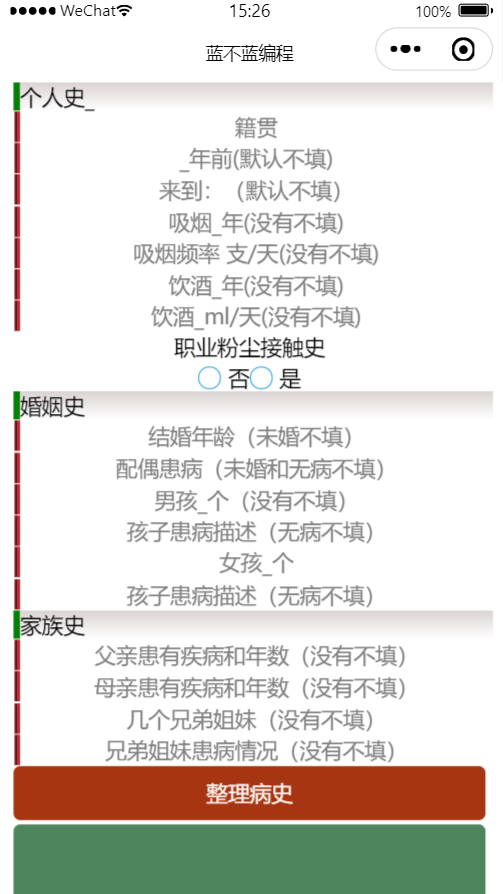 WeChat 15:26 100%
蓝不蓝编程
个人史_
籍贯
_年前(默认不填)
来到：（默认不填）
吸烟_年(没有不填)
吸烟频率 支/天(没有不填)
饮酒_年(没有不填)
饮酒_ml/天(没有不填)
职业粉尘接触史
否 是
婚姻史
结婚年龄（未婚不填）
配偶患病（未婚和无病不填）
男孩_个（没有不填）
孩子患病描述（无病不填）
女孩_个
孩子患病描述（无病不填）
家族史
父亲患有疾病和年数（没有不填）
母亲患有疾病和年数（没有不填）
几个兄弟姐妹（没有不填）
兄弟姐妹患病情况（没有不填）
整理病史